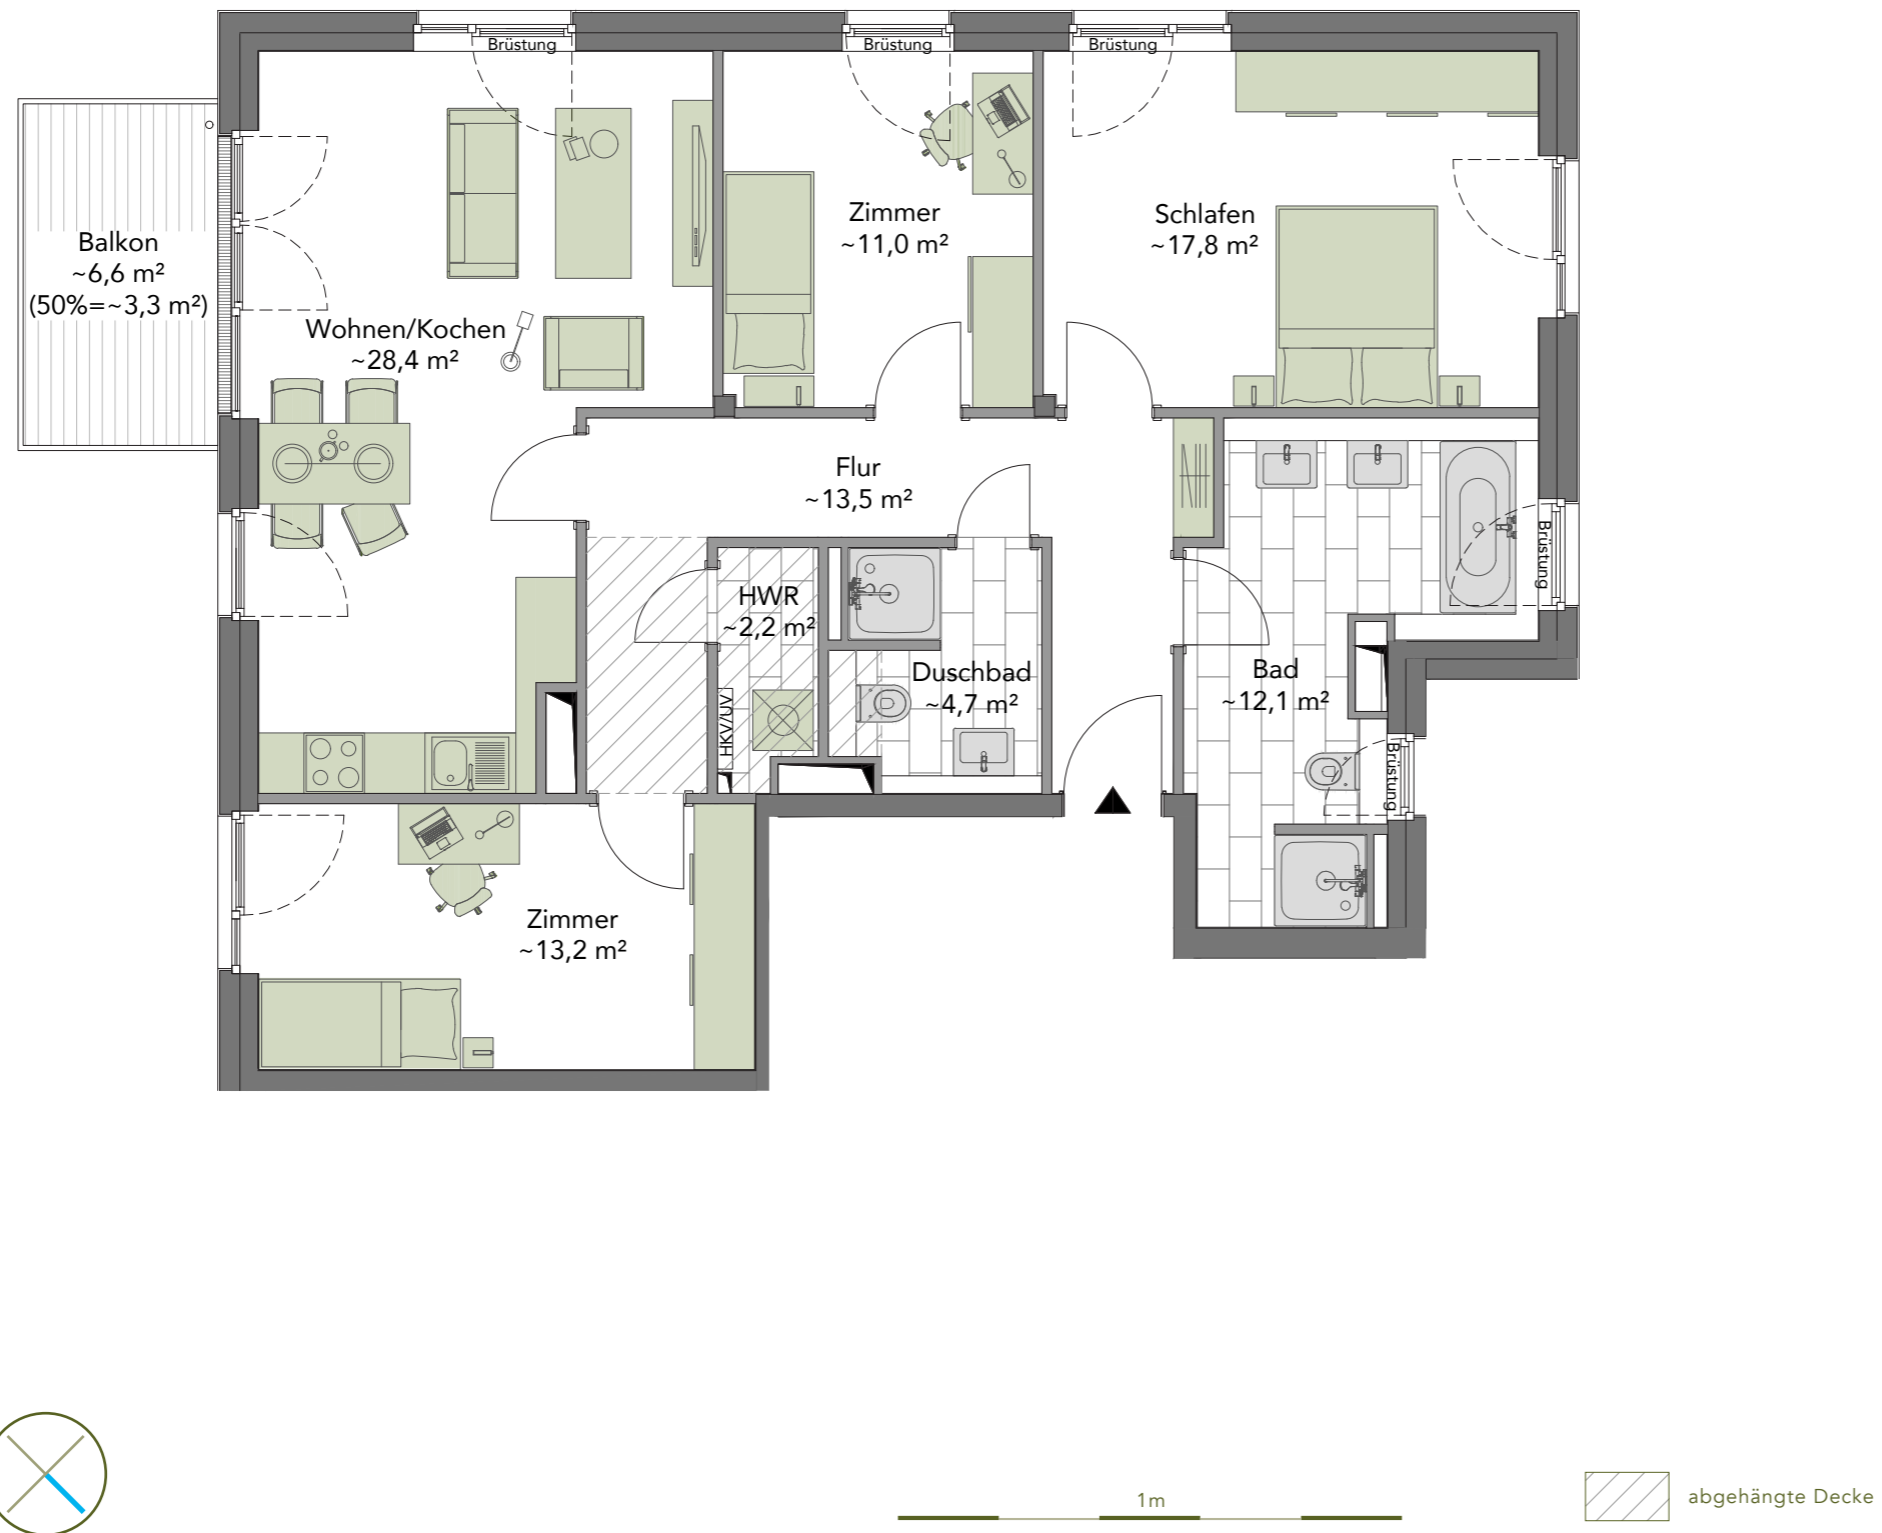 Brüstung
Brüstung
Brüstung
Balkon
~6,6 m²
(50%=~3,3 m²)
Wohnen/Kochen
~28,4 m²
Zimmer
~11,0 m²
Schlafen
~17,8 m²
Flur
~13,5 m²
Brüstung
HWR
~2,2 m²
HKV/UV
Duschbad
~4,7 m²
Bad
~12,1 m²
Brüstung
Zimmer
~13,2 m²
1m
abgehängte Decke